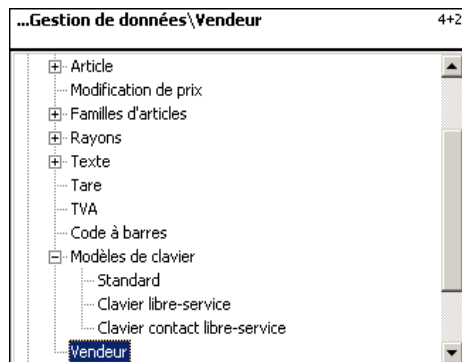 ...Gestion de données\Vendeur 4+2
Article
Modification de prix
Familles d'articles
Rayons
Texte
Tare
TVA
Code à barres
Modèles de clavier
Standard
Clavier libre-service
Clavier contact libre-service
Vendeur